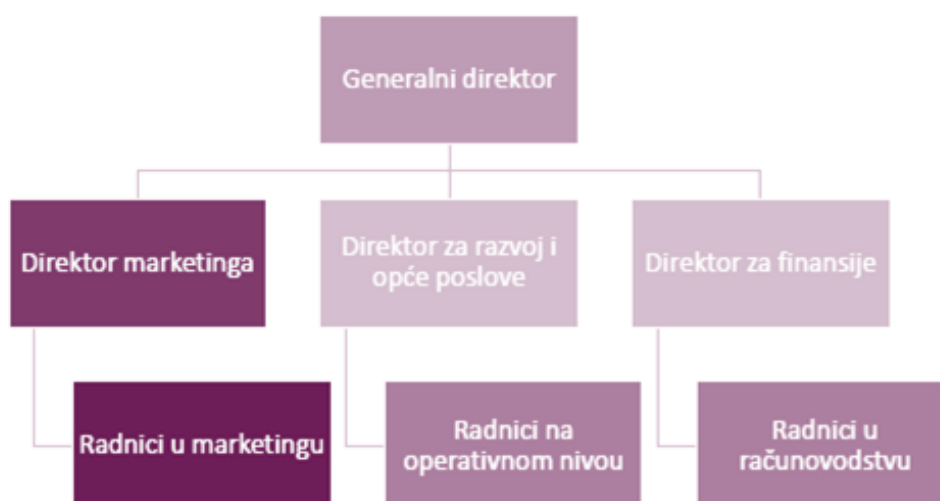 Generalni direktor
Direktor marketinga
Direktor za razvoj i
opće poslove
Direktor za finansije
Radnici u marketingu
Radnici na
operativnom nivou
Radnici u
računovodstvu